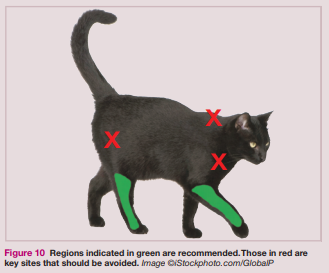 X
X
X
Figure 10 Regions indicated in green are recommended.Those in red are
key sites that should be avoided. Image ©iStockphoto.com/GlobalP